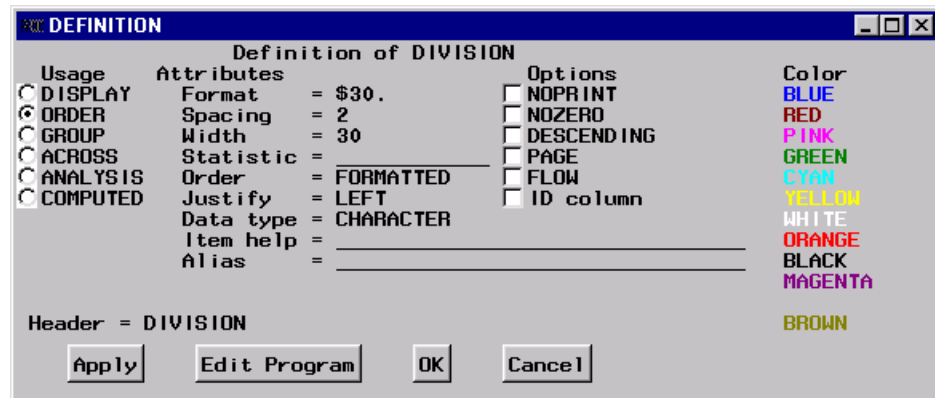 DEFINITION
Definition of DIVISION
Usage Attributes Options Color
DISPLAY Format = $30. NOPRINT BLUE
ORDER Spacing = 2 NOZERO RED
GROUP Width = 30 DESCENDING PINK
ACROSS Statistic = PAGE GREEN
ANALYSIS Order = FORMATTED FLOW CYAN
COMPUTED Justify = LEFT ID column YELLOW
Data type = CHARACTER WHITE
Item help = ORANGE
Alias = BLACK
MAGENTA
Header = DIVISION BROWN
Apply Edit Program OK Cancel